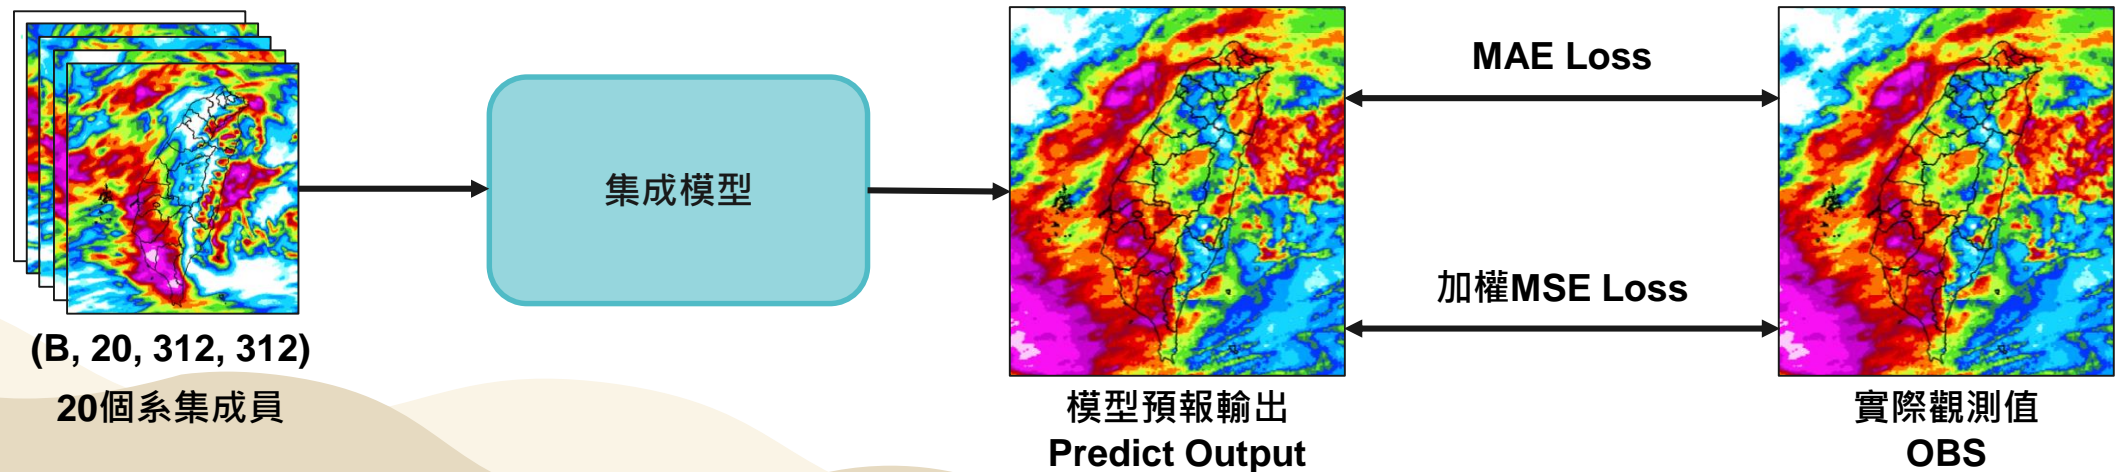 (B, 20, 312, 312)
20個系集成員
集成模型
模型預報輸出
Predict Output
MAE Loss
加權MSE Loss
實際觀測值
OBS